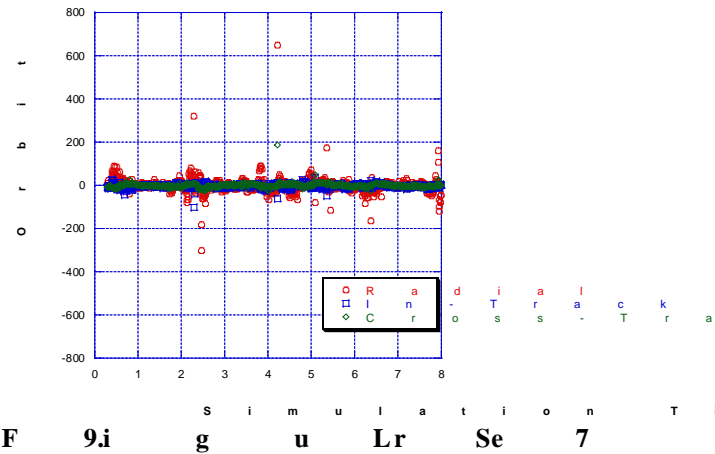 800
600
400
200
0
-200
-400
-600
-800
O r b i t
0 1 2 3 4 5 6 7 8
R a d i a l
I n - T r a c k
C r o s s - T r a
S i m u l a t i o n T i
F 9.i g u Lr Se 7